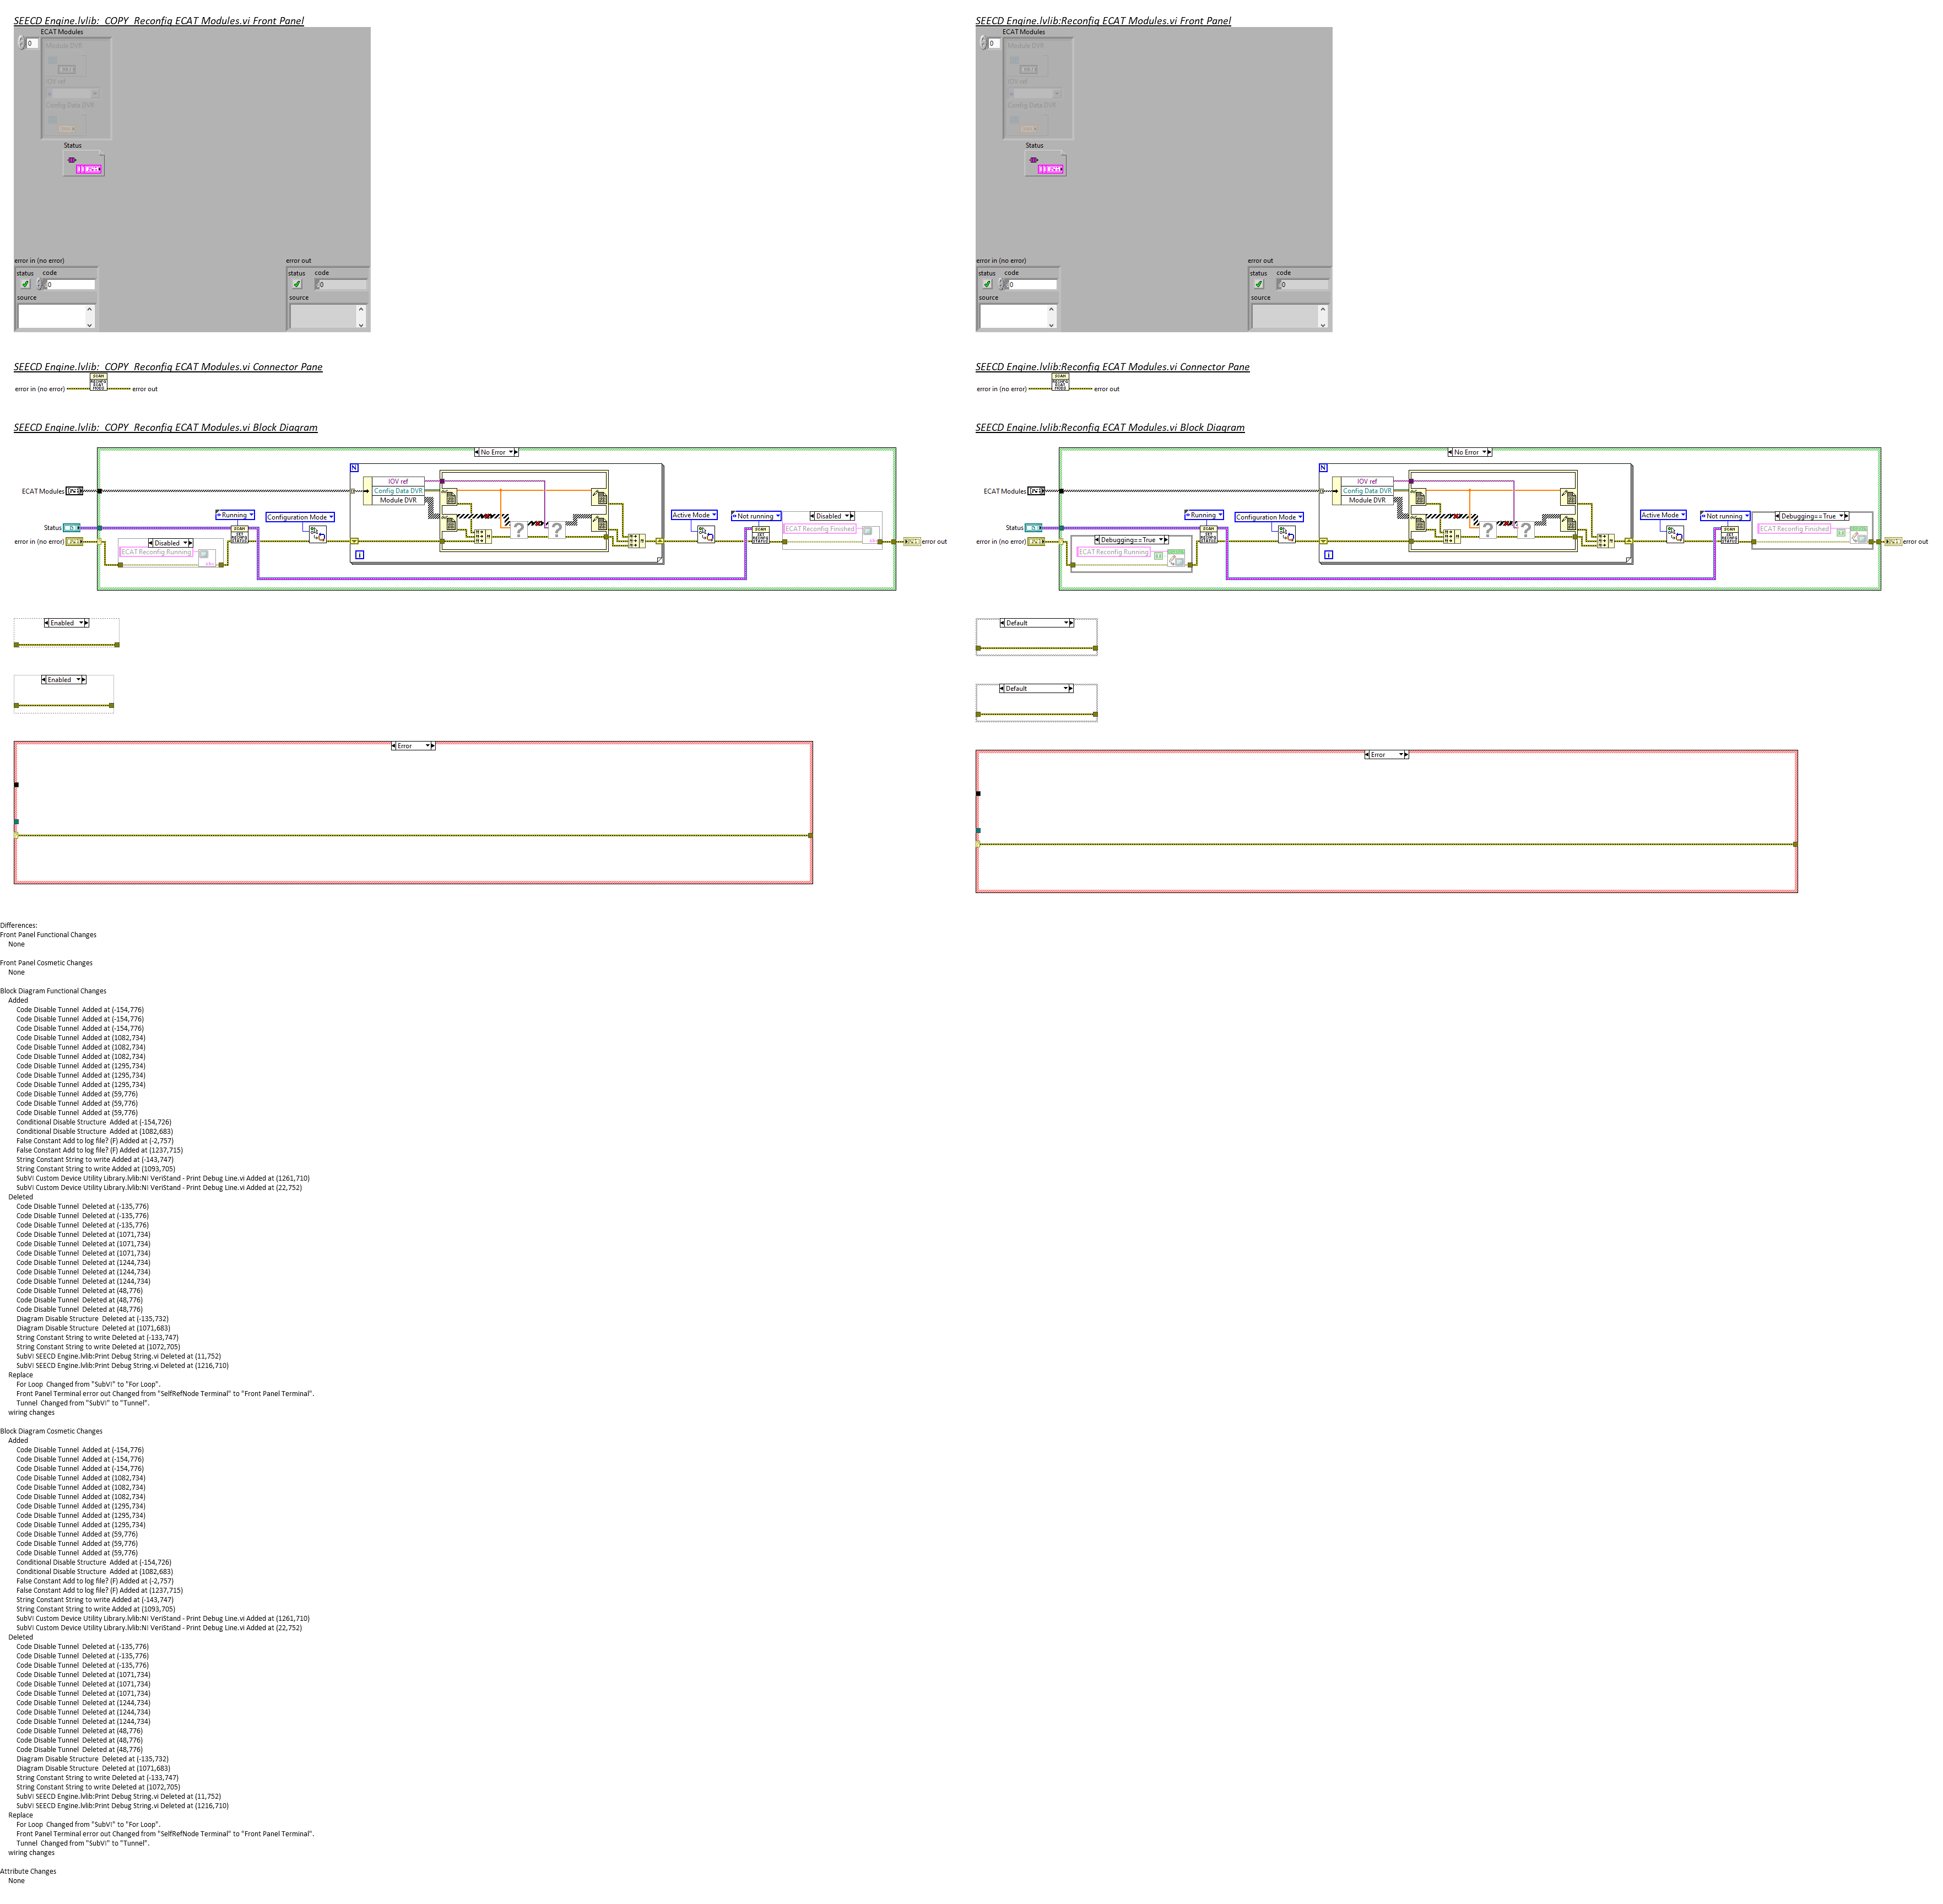 SEECD Engine.lvlib:  COPY  Reconfig ECAT Modules.vi Front Panel
ECAT Modules
0
Module DVR
IOV ref
Config Data DVR
Status
error in (no error)
status code
0
source
error out
status code
0
source
SEECD Engine.lvlib:  COPY  Reconfig ECAT Modules.vi Connector Pane
error in (no error)
error out
SEECD Engine.lvlib:  COPY  Reconfig ECAT Modules.vi Block Diagram
No Error
N
IOV ref
Config Data DVR
Module DVR
ECAT Modules
Status
error in (no error)
Running
Configuration Mode
Disabled
ECAT Reconfig Running
i
Active Mode
Not running
Disabled
ECAT Reconfig Finished
error out
Enabled
Enabled
Error
SEECD Engine.lvlib:Reconfig ECAT Modules.vi Front Panel
ECAT Modules
0
Module DVR
IOV ref
Config Data DVR
Status
error in (no error)
status code
0
source
error out
status code
0
source
SEECD Engine.lvlib:Reconfig ECAT Modules.vi Connector Pane
error in (no error)
error out
SEECD Engine.lvlib:Reconfig ECAT Modules.vi Block Diagram
No Error
N
IOV ref
Config Data DVR
Module DVR
ECAT Modules
Status
error in (no error)
Running
Configuration Mode
Debugging==True
ECAT Reconfig Running
i
Active Mode
Not running
Debugging==True
ECAT Reconfig Finished
error out
Default
Default
Error
Differences:
Front Panel Functional Changes
None
Front Panel Cosmetic Changes
None
Block Diagram Functional Changes
Added
Code Disable Tunnel  Added at (-154,776)
Code Disable Tunnel  Added at (-154,776)
Code Disable Tunnel  Added at (-154,776)
Code Disable Tunnel  Added at (1082,734)
Code Disable Tunnel  Added at (1082,734)
Code Disable Tunnel  Added at (1082,734)
Code Disable Tunnel  Added at (1295,734)
Code Disable Tunnel  Added at (1295,734)
Code Disable Tunnel  Added at (1295,734)
Code Disable Tunnel  Added at (59,776)
Code Disable Tunnel  Added at (59,776)
Code Disable Tunnel  Added at (59,776)
Conditional Disable Structure  Added at (-154,726)
Conditional Disable Structure  Added at (1082,683)
False Constant Add to log file? (F) Added at (-2,757)
False Constant Add to log file? (F) Added at (1237,715)
String Constant String to write Added at (-143,747)
String Constant String to write Added at (1093,705)
SubVI Custom Device Utility Library.lvlib:NI VeriStand - Print Debug Line.vi Added at (1261,710)
SubVI Custom Device Utility Library.lvlib:NI VeriStand - Print Debug Line.vi Added at (22,752)
Deleted
Code Disable Tunnel  Deleted at (-135,776)
Code Disable Tunnel  Deleted at (-135,776)
Code Disable Tunnel  Deleted at (-135,776)
Code Disable Tunnel  Deleted at (1071,734)
Code Disable Tunnel  Deleted at (1071,734)
Code Disable Tunnel  Deleted at (1071,734)
Code Disable Tunnel  Deleted at (1244,734)
Code Disable Tunnel  Deleted at (1244,734)
Code Disable Tunnel  Deleted at (1244,734)
Code Disable Tunnel  Deleted at (48,776)
Code Disable Tunnel  Deleted at (48,776)
Code Disable Tunnel  Deleted at (48,776)
Diagram Disable Structure  Deleted at (-135,732)
Diagram Disable Structure  Deleted at (1071,683)
String Constant String to write Deleted at (-133,747)
String Constant String to write Deleted at (1072,705)
SubVI SEECD Engine.lvlib:Print Debug String.vi Deleted at (11,752)
SubVI SEECD Engine.lvlib:Print Debug String.vi Deleted at (1216,710)
Replace
For Loop  Changed from "SubVI" to "For Loop".
Front Panel Terminal error out Changed from "SelfRefNode Terminal" to "Front Panel Terminal".
Tunnel  Changed from "SubVI" to "Tunnel".
wiring changes
Block Diagram Cosmetic Changes
Added
Code Disable Tunnel  Added at (-154,776)
Code Disable Tunnel  Added at (-154,776)
Code Disable Tunnel  Added at (-154,776)
Code Disable Tunnel  Added at (1082,734)
Code Disable Tunnel  Added at (1082,734)
Code Disable Tunnel  Added at (1082,734)
Code Disable Tunnel  Added at (1295,734)
Code Disable Tunnel  Added at (1295,734)
Code Disable Tunnel  Added at (1295,734)
Code Disable Tunnel  Added at (59,776)
Code Disable Tunnel  Added at (59,776)
Code Disable Tunnel  Added at (59,776)
Conditional Disable Structure  Added at (-154,726)
Conditional Disable Structure  Added at (1082,683)
False Constant Add to log file? (F) Added at (-2,757)
False Constant Add to log file? (F) Added at (1237,715)
String Constant String to write Added at (-143,747)
String Constant String to write Added at (1093,705)
SubVI Custom Device Utility Library.lvlib:NI VeriStand - Print Debug Line.vi Added at (1261,710)
SubVI Custom Device Utility Library.lvlib:NI VeriStand - Print Debug Line.vi Added at (22,752)
Deleted
Code Disable Tunnel  Deleted at (-135,776)
Code Disable Tunnel  Deleted at (-135,776)
Code Disable Tunnel  Deleted at (-135,776)
Code Disable Tunnel  Deleted at (1071,734)
Code Disable Tunnel  Deleted at (1071,734)
Code Disable Tunnel  Deleted at (1071,734)
Code Disable Tunnel  Deleted at (1244,734)
Code Disable Tunnel  Deleted at (1244,734)
Code Disable Tunnel  Deleted at (1244,734)
Code Disable Tunnel  Deleted at (48,776)
Code Disable Tunnel  Deleted at (48,776)
Code Disable Tunnel  Deleted at (48,776)
Diagram Disable Structure  Deleted at (-135,732)
Diagram Disable Structure  Deleted at (1071,683)
String Constant String to write Deleted at (-133,747)
String Constant String to write Deleted at (1072,705)
SubVI SEECD Engine.lvlib:Print Debug String.vi Deleted at (11,752)
SubVI SEECD Engine.lvlib:Print Debug String.vi Deleted at (1216,710)
Replace
For Loop  Changed from "SubVI" to "For Loop".
Front Panel Terminal error out Changed from "SelfRefNode Terminal" to "Front Panel Terminal".
Tunnel  Changed from "SubVI" to "Tunnel".
wiring changes
Attribute Changes
None